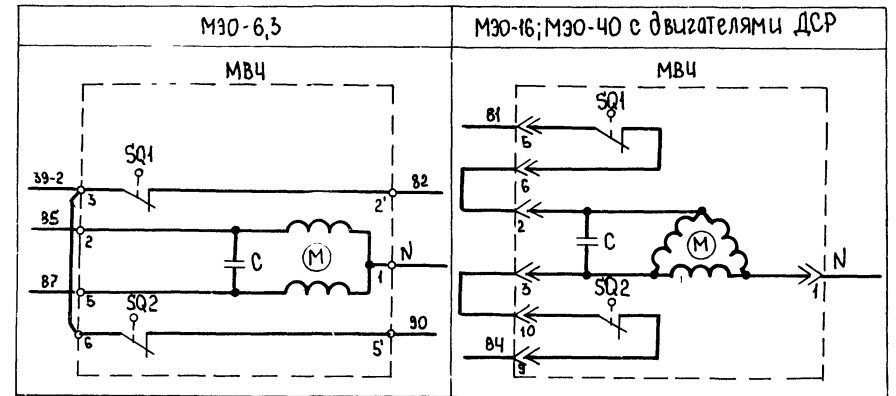 МЭО-6,3
МЭО-16; МЭО-40 с двигателями ДСР
МВЧ
SQ1
39-2
3
2'
82
85
2
C
M
1
N
87
5
SQ2
6
5'
90
МВЧ
81
5
SQ1
6
2
C
M
3
1
N
SQ2
10
84
9